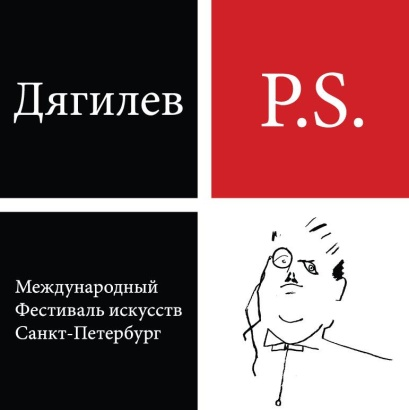 Дягилев
P.S.
Международный
Фестиваль искусств
Санкт-Петербург